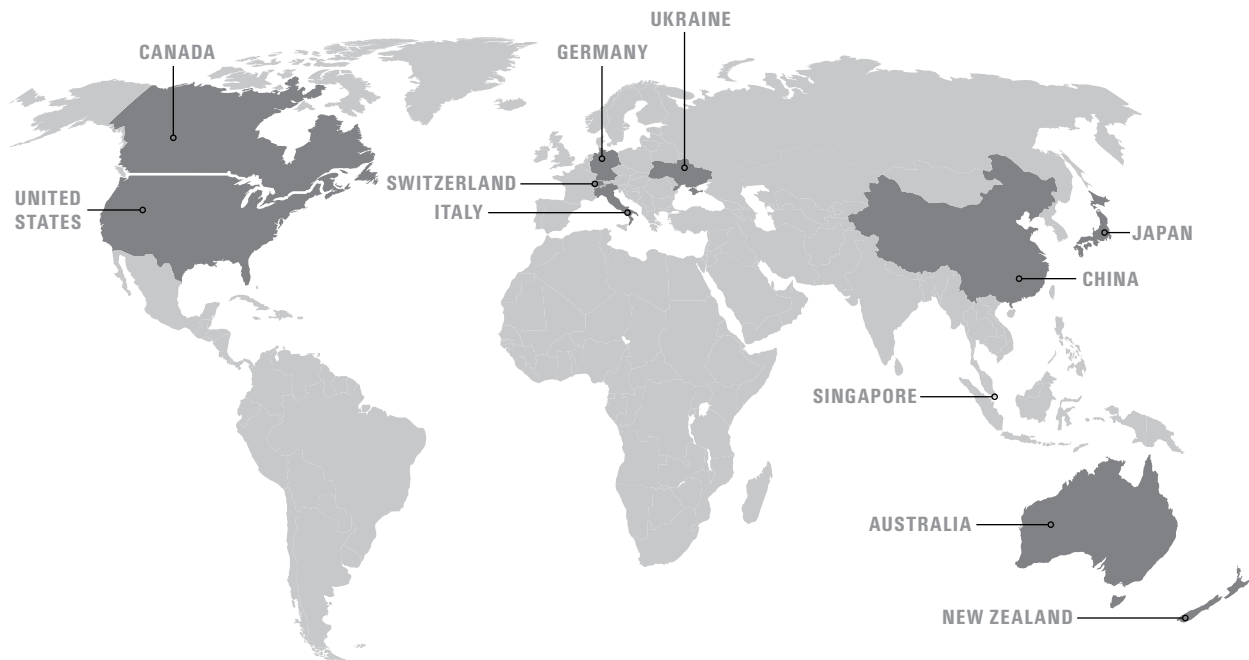 UKRAINE
CANADA
GERMANY
SWITZERLAND
UNITED
STATES
ITALY
JAPAN
CHINA
SINGAPORE
AUSTRALIA
NEW ZEALAND